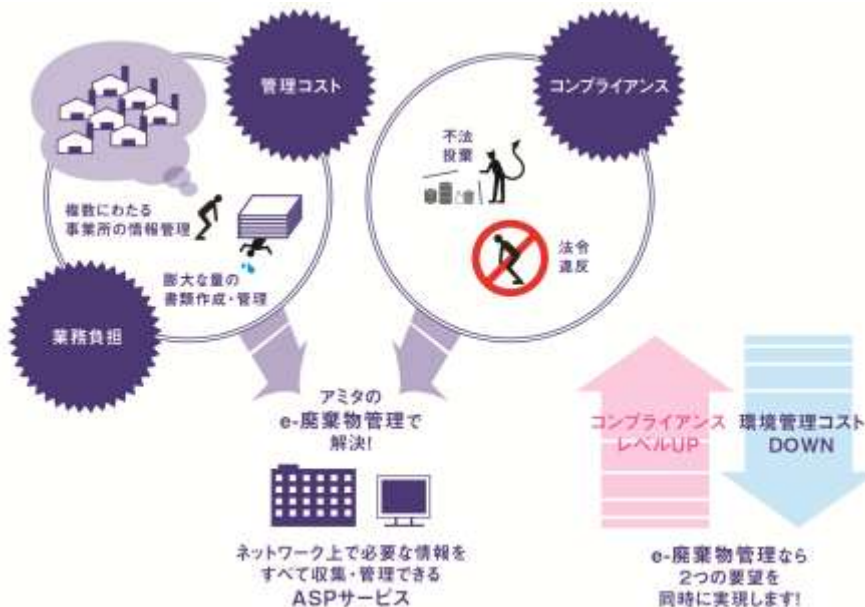 管理コスト
コンプライアンス
不法
投棄
複数にわたる
事業所の情報管理
法令
違反
膨大な量の
書類作成・管理
業務負担
アミタの
e-廃棄物管理で
解決!
コンプライアンス
レベルUP
環境管理コスト
DOWN
ネットワーク上で必要な情報を
すべて収集・管理できる
ASPサービス
e-廃棄物管理なら
2つの要望を
同時に実現します!